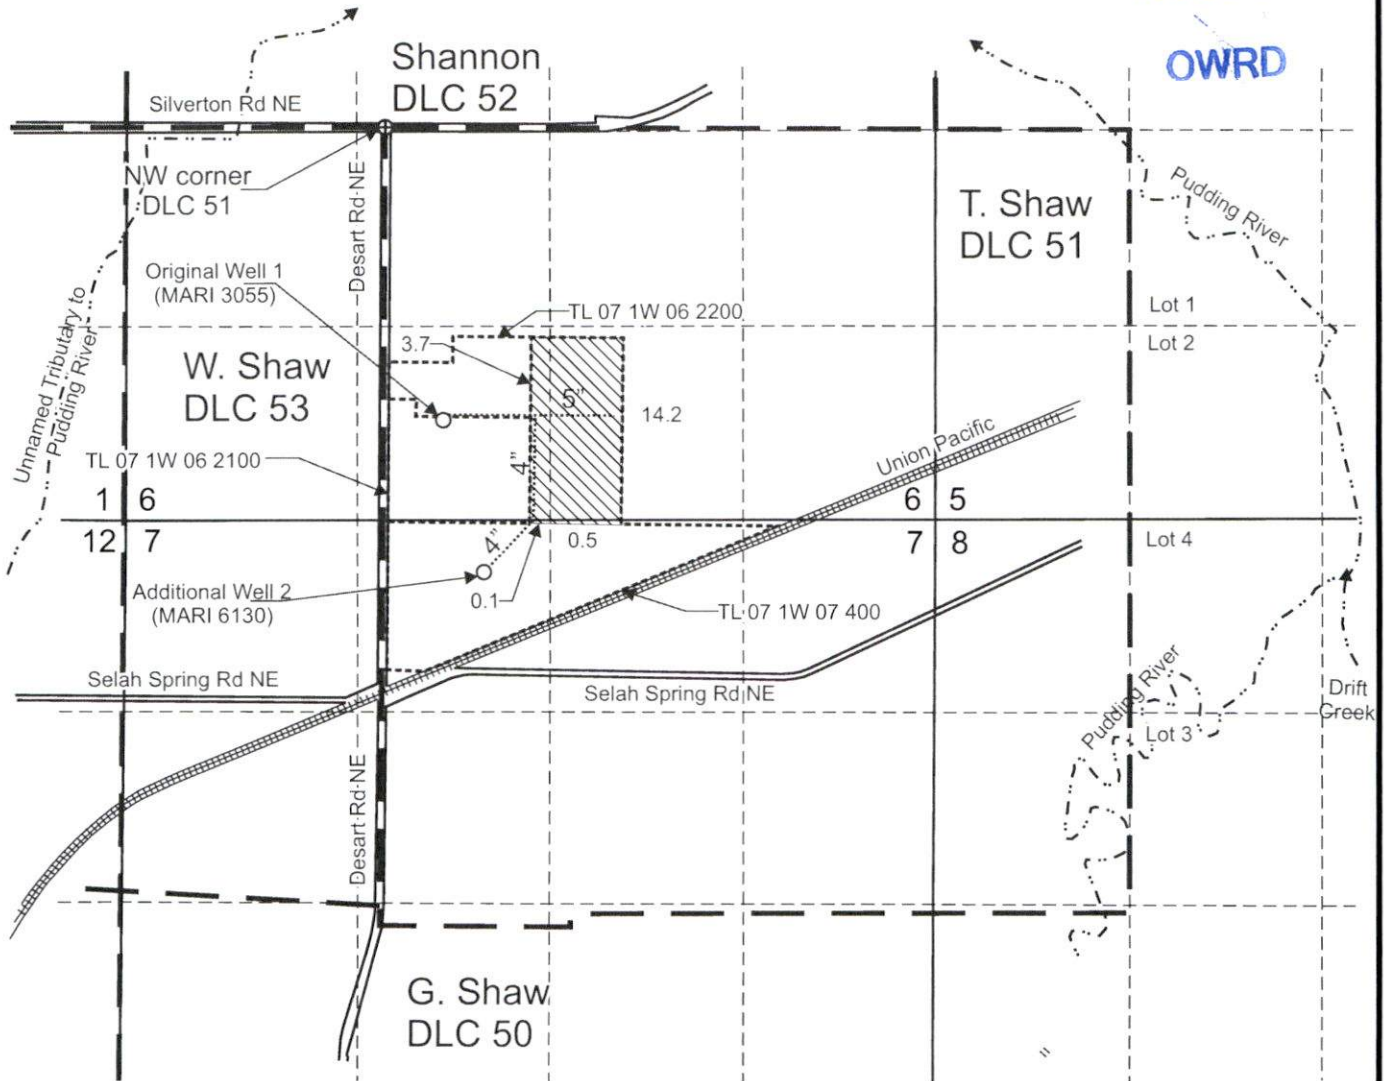 OWRD
Shannon
DLC 52
Silverton Rd NE
NW corner
DLC 51
Desart Rd NE
T. Shaw
DLC 51
Pudding River
Original Well 1
(MARI 3055)
Unnamed Tributary to
Pudding River
TL 07 1W 06 2200
Lot 1
Lot 2
3.7
W. Shaw
DLC 53
5"
14.2
4"
Union Pacific
TL 07 1W 06 2100
1 6
6 5
12 7
7 8
4"
0.5
Lot 4
Additional Well 2
(MARI 6130)
0.1
TL 07 1W 07 400
Selah Spring Rd NE
Selah Spring Rd NE
Pudding River
Drift
Creek
Lot 3
Desart Rd NE
G. Shaw
DLC 50